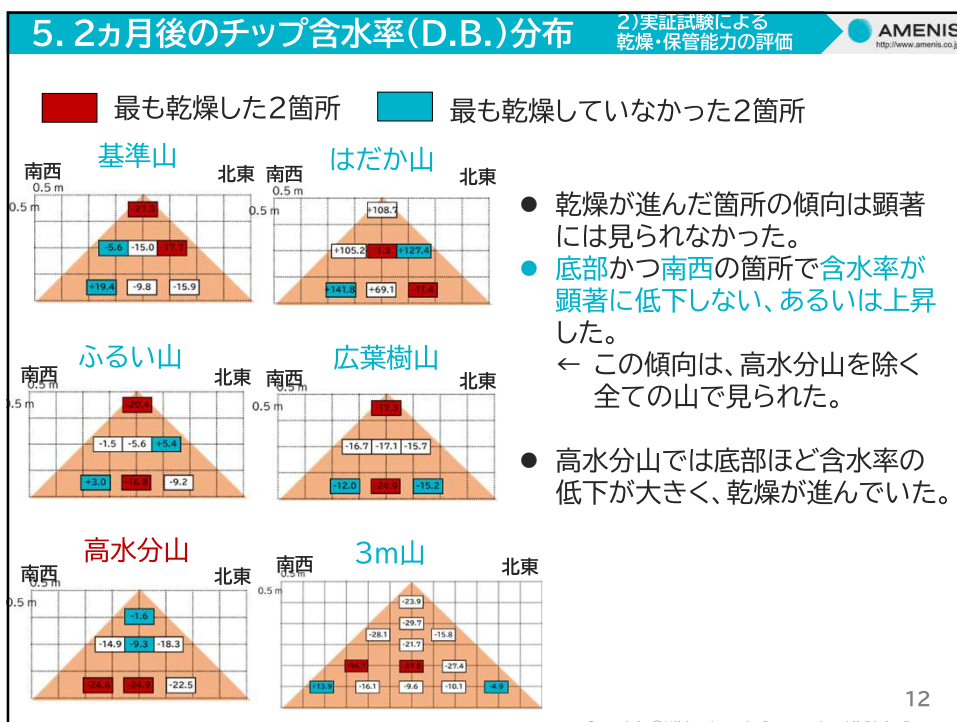 5. 2ヵ月後のチップ含水率(D.B.)分布
2)実証試験による
乾燥・保管能力の評価
AMENIS
http://www.amenis.co.j
最も乾燥した2箇所
最も乾燥していなかった2箇所
基準山
南西
北東
0.5 m
0.5 m
-27.3
-5.6 -15.0 -17.7
+19.4 -9.8 -15.9
はだか山
南西
北東
0.5 m
0.5 m
+108.7
+105.2 -1.3 +127.4
+141.8 +69.1 -11.4
ふるい山
南西
北東
0.5 m
0.5 m
-20.4
-1.5 -5.6 +5.4
+3.0 -16.8 -9.2
広葉樹山
南西
北東
0.5 m
0.5 m
-17.3
-16.7 -17.1 -15.7
-12.0 -24.9 -15.2
高水分山
南西
北東
0.5 m
0.5 m
-1.6
-14.9 -9.3 -18.3
-24.6 -24.9 -22.5
3m山
南西
北東
0.5 m
0.5 m
-23.9
-29.7
-28.1 -15.8
-21.7
-27.4
+13.9 -16.1 -9.6 -10.1 -4.9
● 乾燥が進んだ箇所の傾向は顕著
には見られなかった。
● 底部かつ南西の箇所で含水率が
顕著に低下しない、あるいは上昇
した。
← この傾向は、高水分山を除く
全ての山で見られた。
● 高水分山では底部ほど含水率の
低下が大きく、乾燥が進んでいた。
12